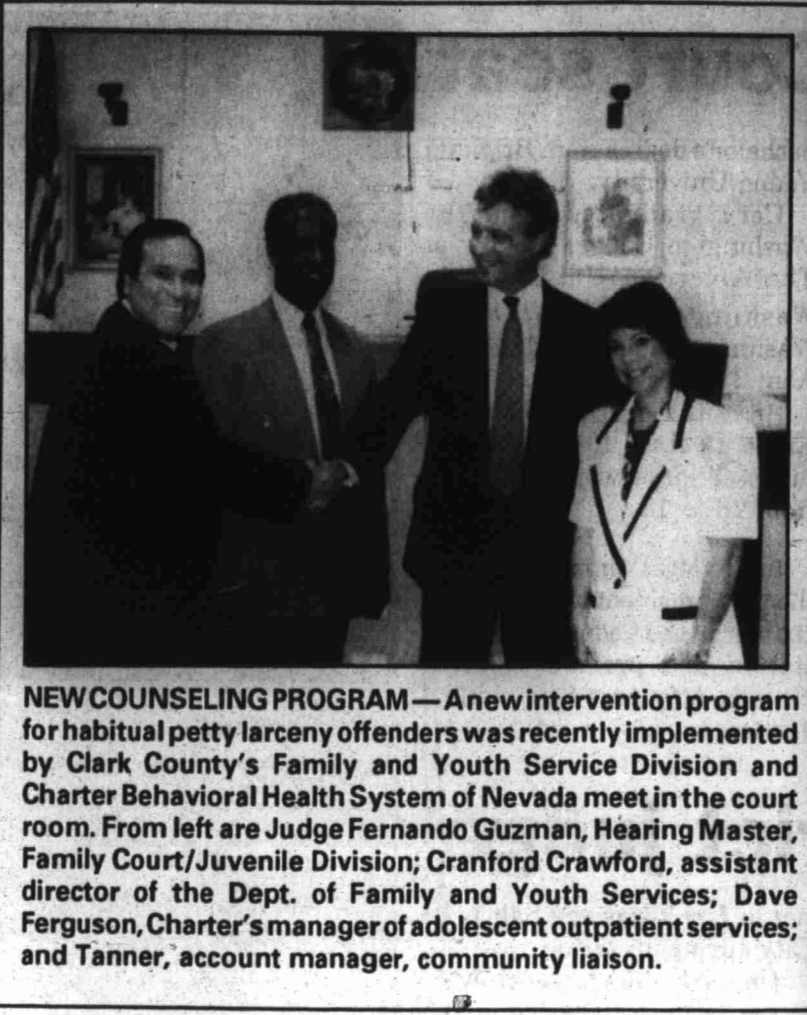 NEW COUNSELING PROGRAM — A new intervention program
for habitual petty larceny offenders was recently implemented
by Clark County's Family and Youth Service Division and
Charter Behavioral Health System of Nevada meet in the court
room. From left are Judge Fernando Guzman, Hearing Master,
Family Court/Juvenile Division; Cranford Crawford, assistant
director of the Dept. of Family and Youth Services; Dave
Ferguson, Charter's manager of adolescent outpatient services;
and Tanner, account manager, community liaison.